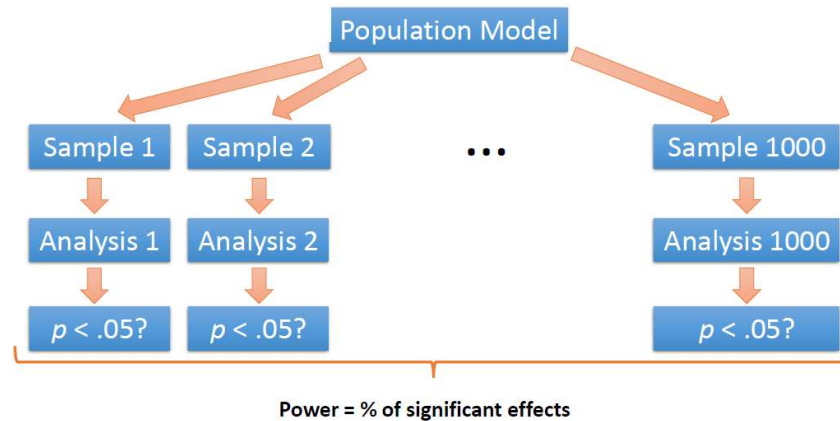 Population Model
Sample 1
Sample 2
...
Sample 1000
Analysis 1
Analysis 2
Analysis 1000
p < .05?
p < .05?
p < .05?
Power = % of significant effects